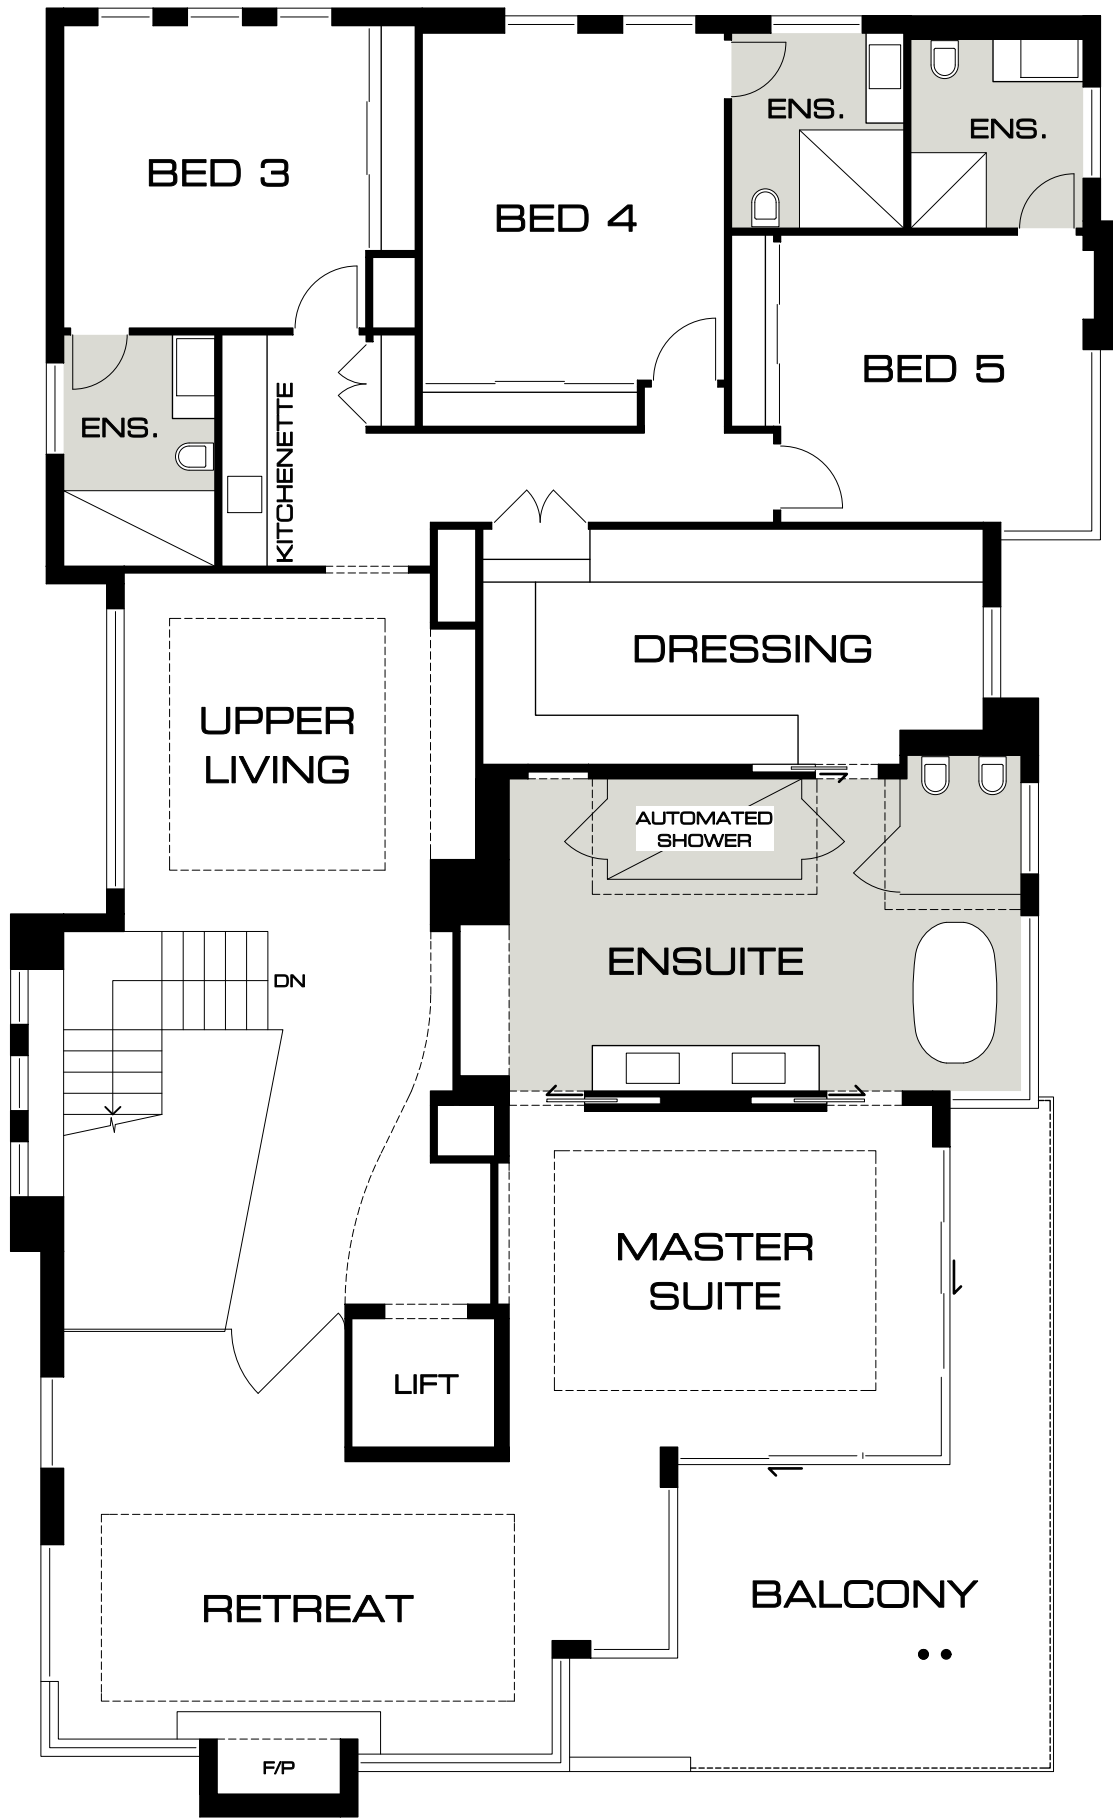 ENS.
ENS.
BED 3
BED 4
BED 5
ENS.
KITCHENETTE
DRESSING
UPPER
LIVING
AUTOMATED
SHOWER
ENSUITE
DN
MASTER
SUITE
LIFT
BALCONY
RETREAT
F/P